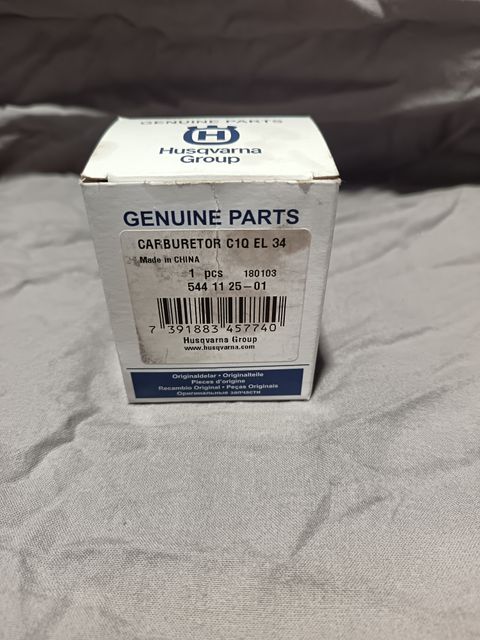 GENUINE PARTS
H
Husqvarna
Group
GENUINE PARTS
CARBURETOR C1Q EL 34
Made in CHINA
1 pcs 180103
544 11 25-01
7 391883 457740
Husqvarna Group
www.husqvarna.com
Originaldelar • Originalteile
Pieces d'origine
Recambio Original • Peças Originais
Оригинальные запчасти